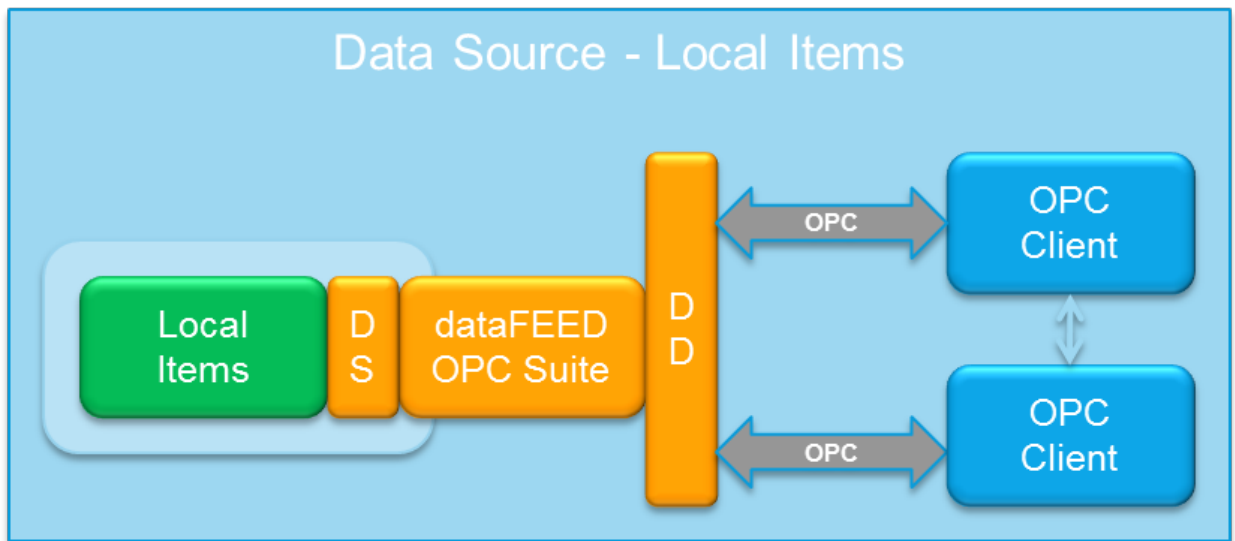 Data Source - Local Items
Local
Items
D
S
dataFEED
OPC Suite
D
D
OPC
OPC
Client
OPC
OPC
Client